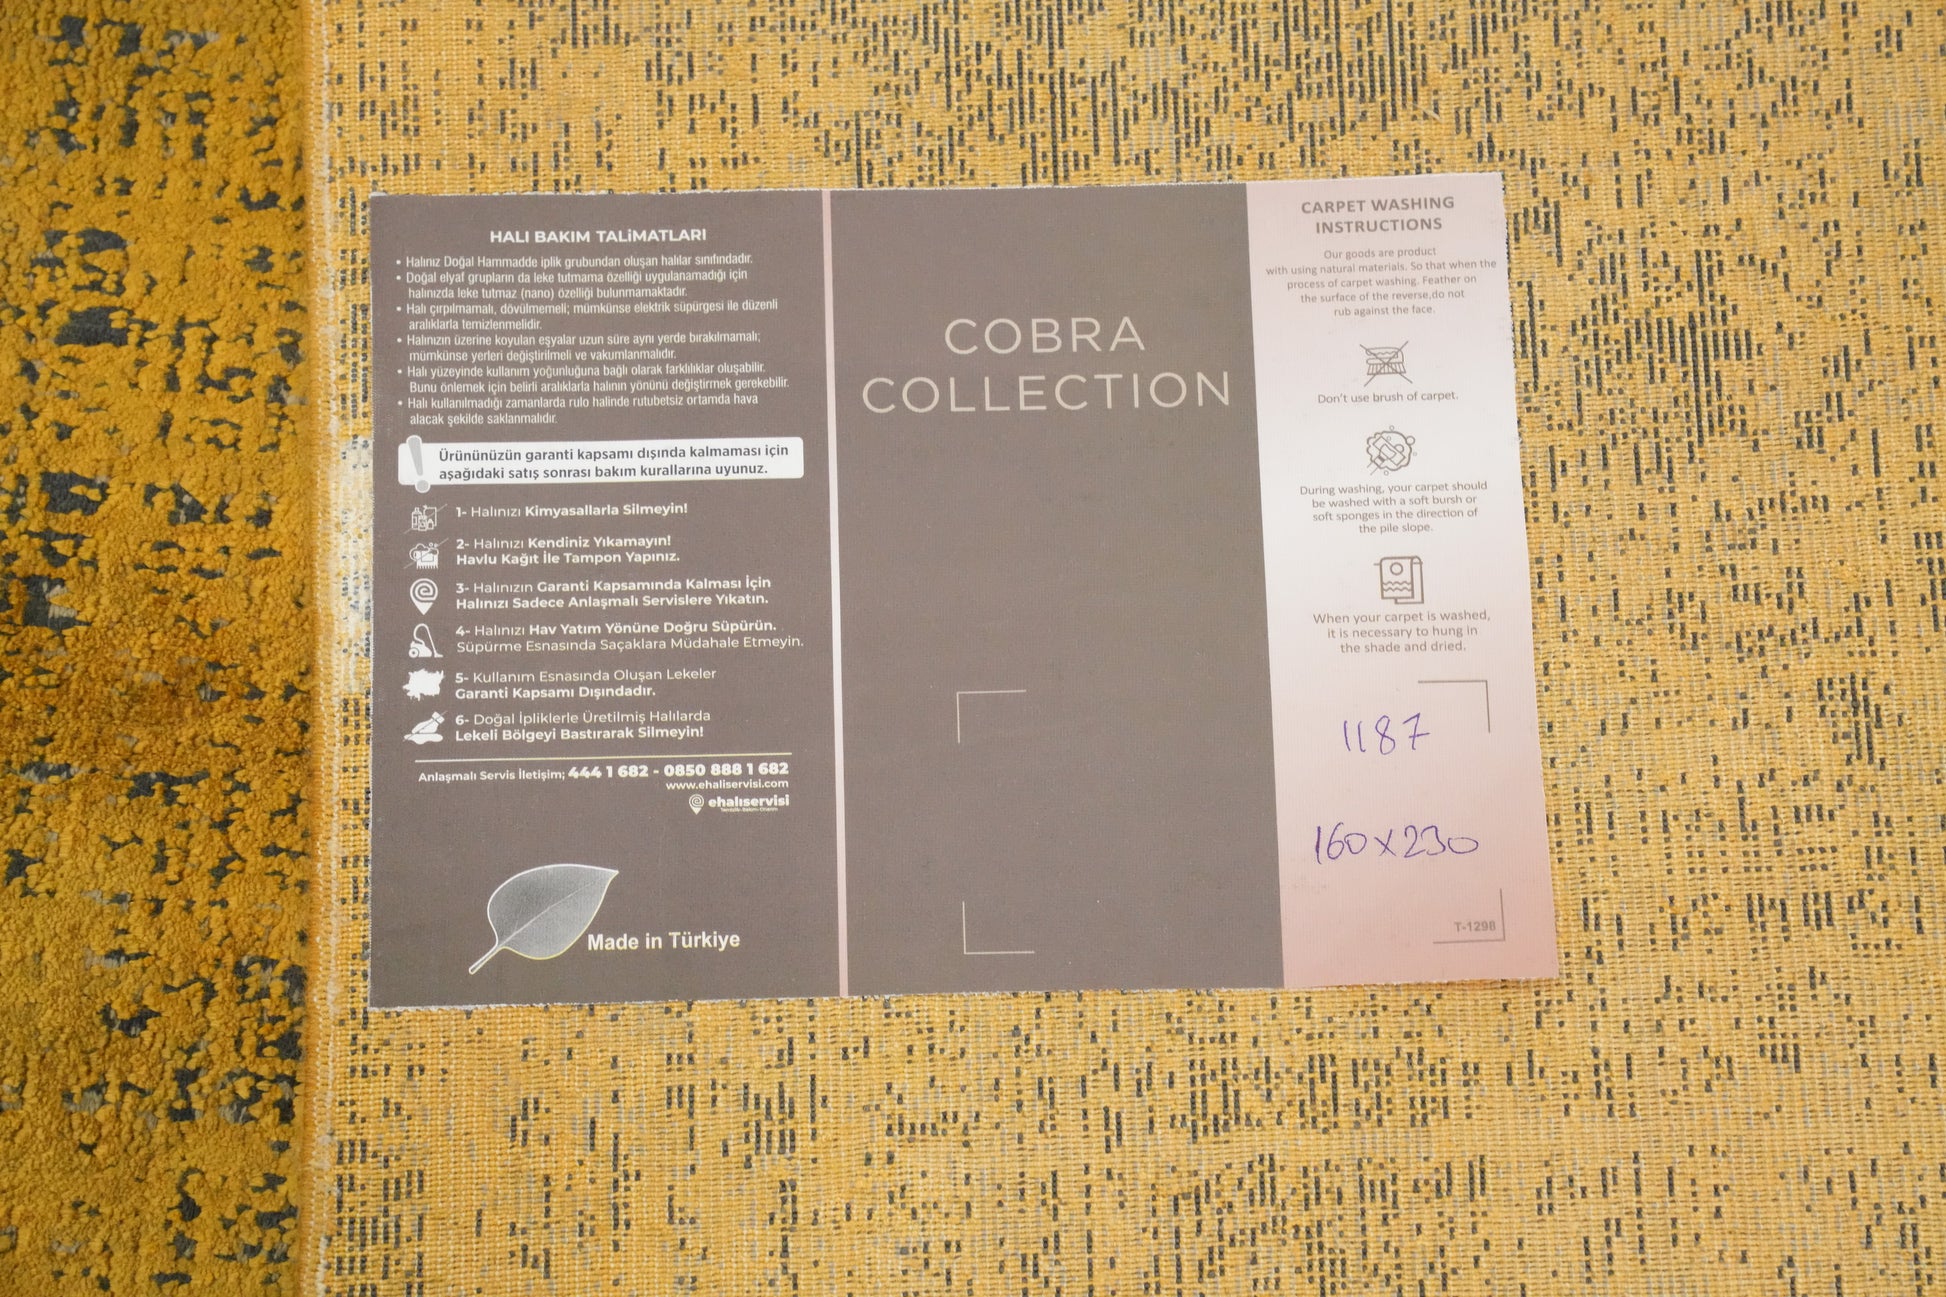 HALI BAKIM TALİMATLARI
• Halınız Doğal Hammadde iplik grubundan oluşan halılar sınıfındadır.
• Doğal elyaf grupların da leke tutmama özelliği uygulanamadığı için
halınızda leke tutmaz (nano) özelliği bulunmamaktadır.
• Halı çırpılmamalı, dövülmemeli; mümkünse elektrik süpürgesi ile düzenli
aralıklarla temizlenmelidir.
• Halınızın üzerine koyulan eşyalar uzun süre aynı yerde bırakılmamalı;
mümkünse yerleri değiştirilmeli ve vakumlanmalıdır.
• Halı yüzeyinde kullanım yoğunluğuna bağlı olarak farklılıklar oluşabilir.
Bunu önlemek için belirli aralıklarla halının yönünü değiştirmek gerekebilir.
• Halı kullanılmadığı zamanlarda rulo halinde rutubetsiz ortamda hava
alacak şekilde saklanmalıdır.
Ürününüzün garanti kapsamı dışında kalmaması için
aşağıdaki satış sonrası bakım kurallarına uyunuz.
1- Halınızı Kimyasallarla Silmeyin!
2- Halınızı Kendiniz Yıkamayın!
Havlu Kağıt İle Tampon Yapınız.
3- Halınızın Garanti Kapsamında Kalması İçin
Halınızı Sadece Anlaşmalı Servislere Yıkatın.
4- Halınızı Hav Yatım Yönüne Doğru Süpürün.
Süpürme Esnasında Saçaklara Müdahale Etmeyin.
5- Kullanım Esnasında Oluşan Lekeler
Garanti Kapsamı Dışındadır.
6- Doğal İpliklerle Üretilmiş Halılarda
Lekeli Bölgeyi Bastırarak Silmeyin!
Anlaşmalı Servis İletişim; 444 1 682 - 0850 888 1 682
www.ehaliservisi.com
ehalıservisi
Made in Türkiye
COBRA
COLLECTION
CARPET WASHING
INSTRUCTIONS
Our goods are product
with using natural materials. So that when the
process of carpet washing. Feather on
the surface of the reverse,do not
rub against the face.
Don't use brush of carpet.
During washing, your carpet should
be washed with a soft bursh or
soft sponges in the direction of
the pile slope.
When your carpet is washed,
it is necessary to hung in
the shade and dried.
1187
160x230
T-1298